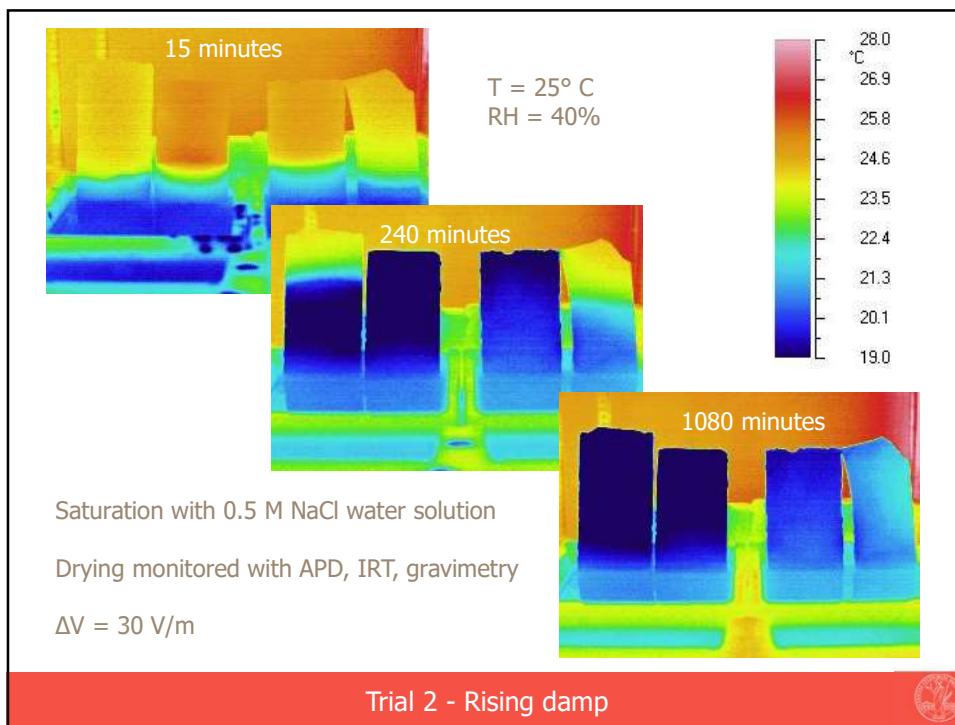 15 minutes
T = 25° C
RH = 40%
28.0
°C
26.9
25.8
24.6
23.5
22.4
21.3
20.1
19.0
240 minutes
1080 minutes
Saturation with 0.5 M NaCl water solution
Drying monitored with APD, IRT, gravimetry
ΔV = 30 V/m
Trial 2 - Rising damp